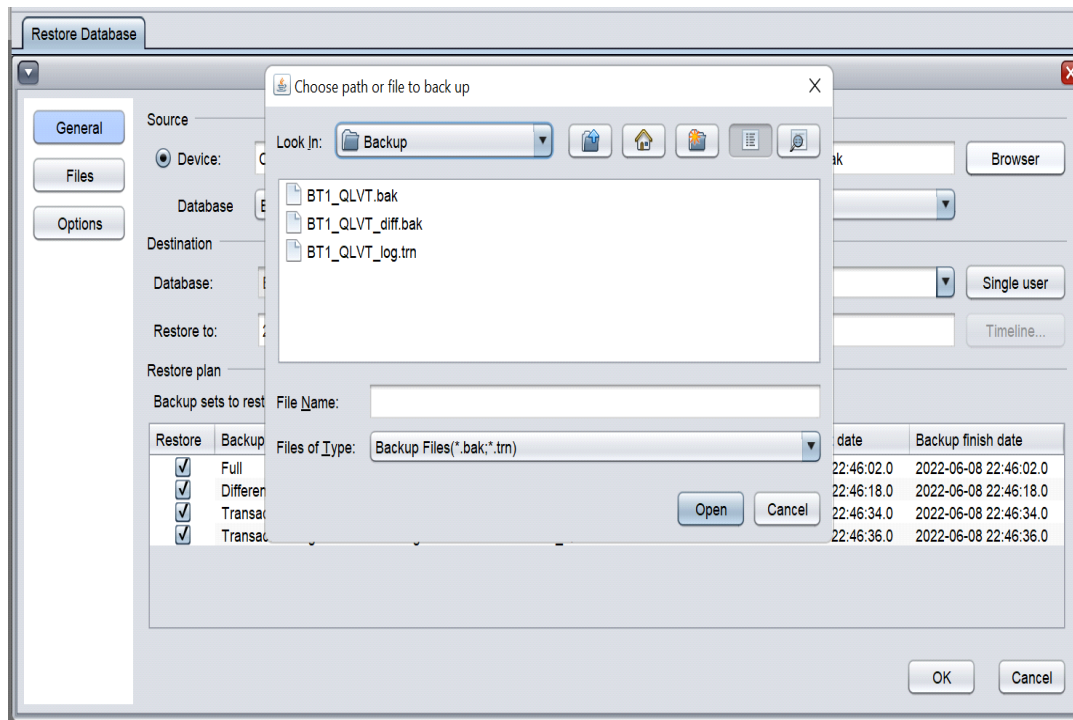 Restore Database
Choose path or file to back up
General
Files
Options
Source
Device:
Browser
Database
Look In: Backup
BT1_QLVT.bak
BT1_QLVT_diff.bak
BT1_QLVT_log.trn
Destination
Database:
Single user
Restore to:
Timeline...
Restore plan
Backup sets to rest
File Name:
Files of Type: Backup Files(*.bak;*.trn)
Open Cancel
Restore Backup date Backup finish date
Full 22:46:02.0 2022-06-08 22:46:02.0
Differen 22:46:18.0 2022-06-08 22:46:18.0
Transac 22:46:34.0 2022-06-08 22:46:34.0
Transac 22:46:36.0 2022-06-08 22:46:36.0
OK Cancel